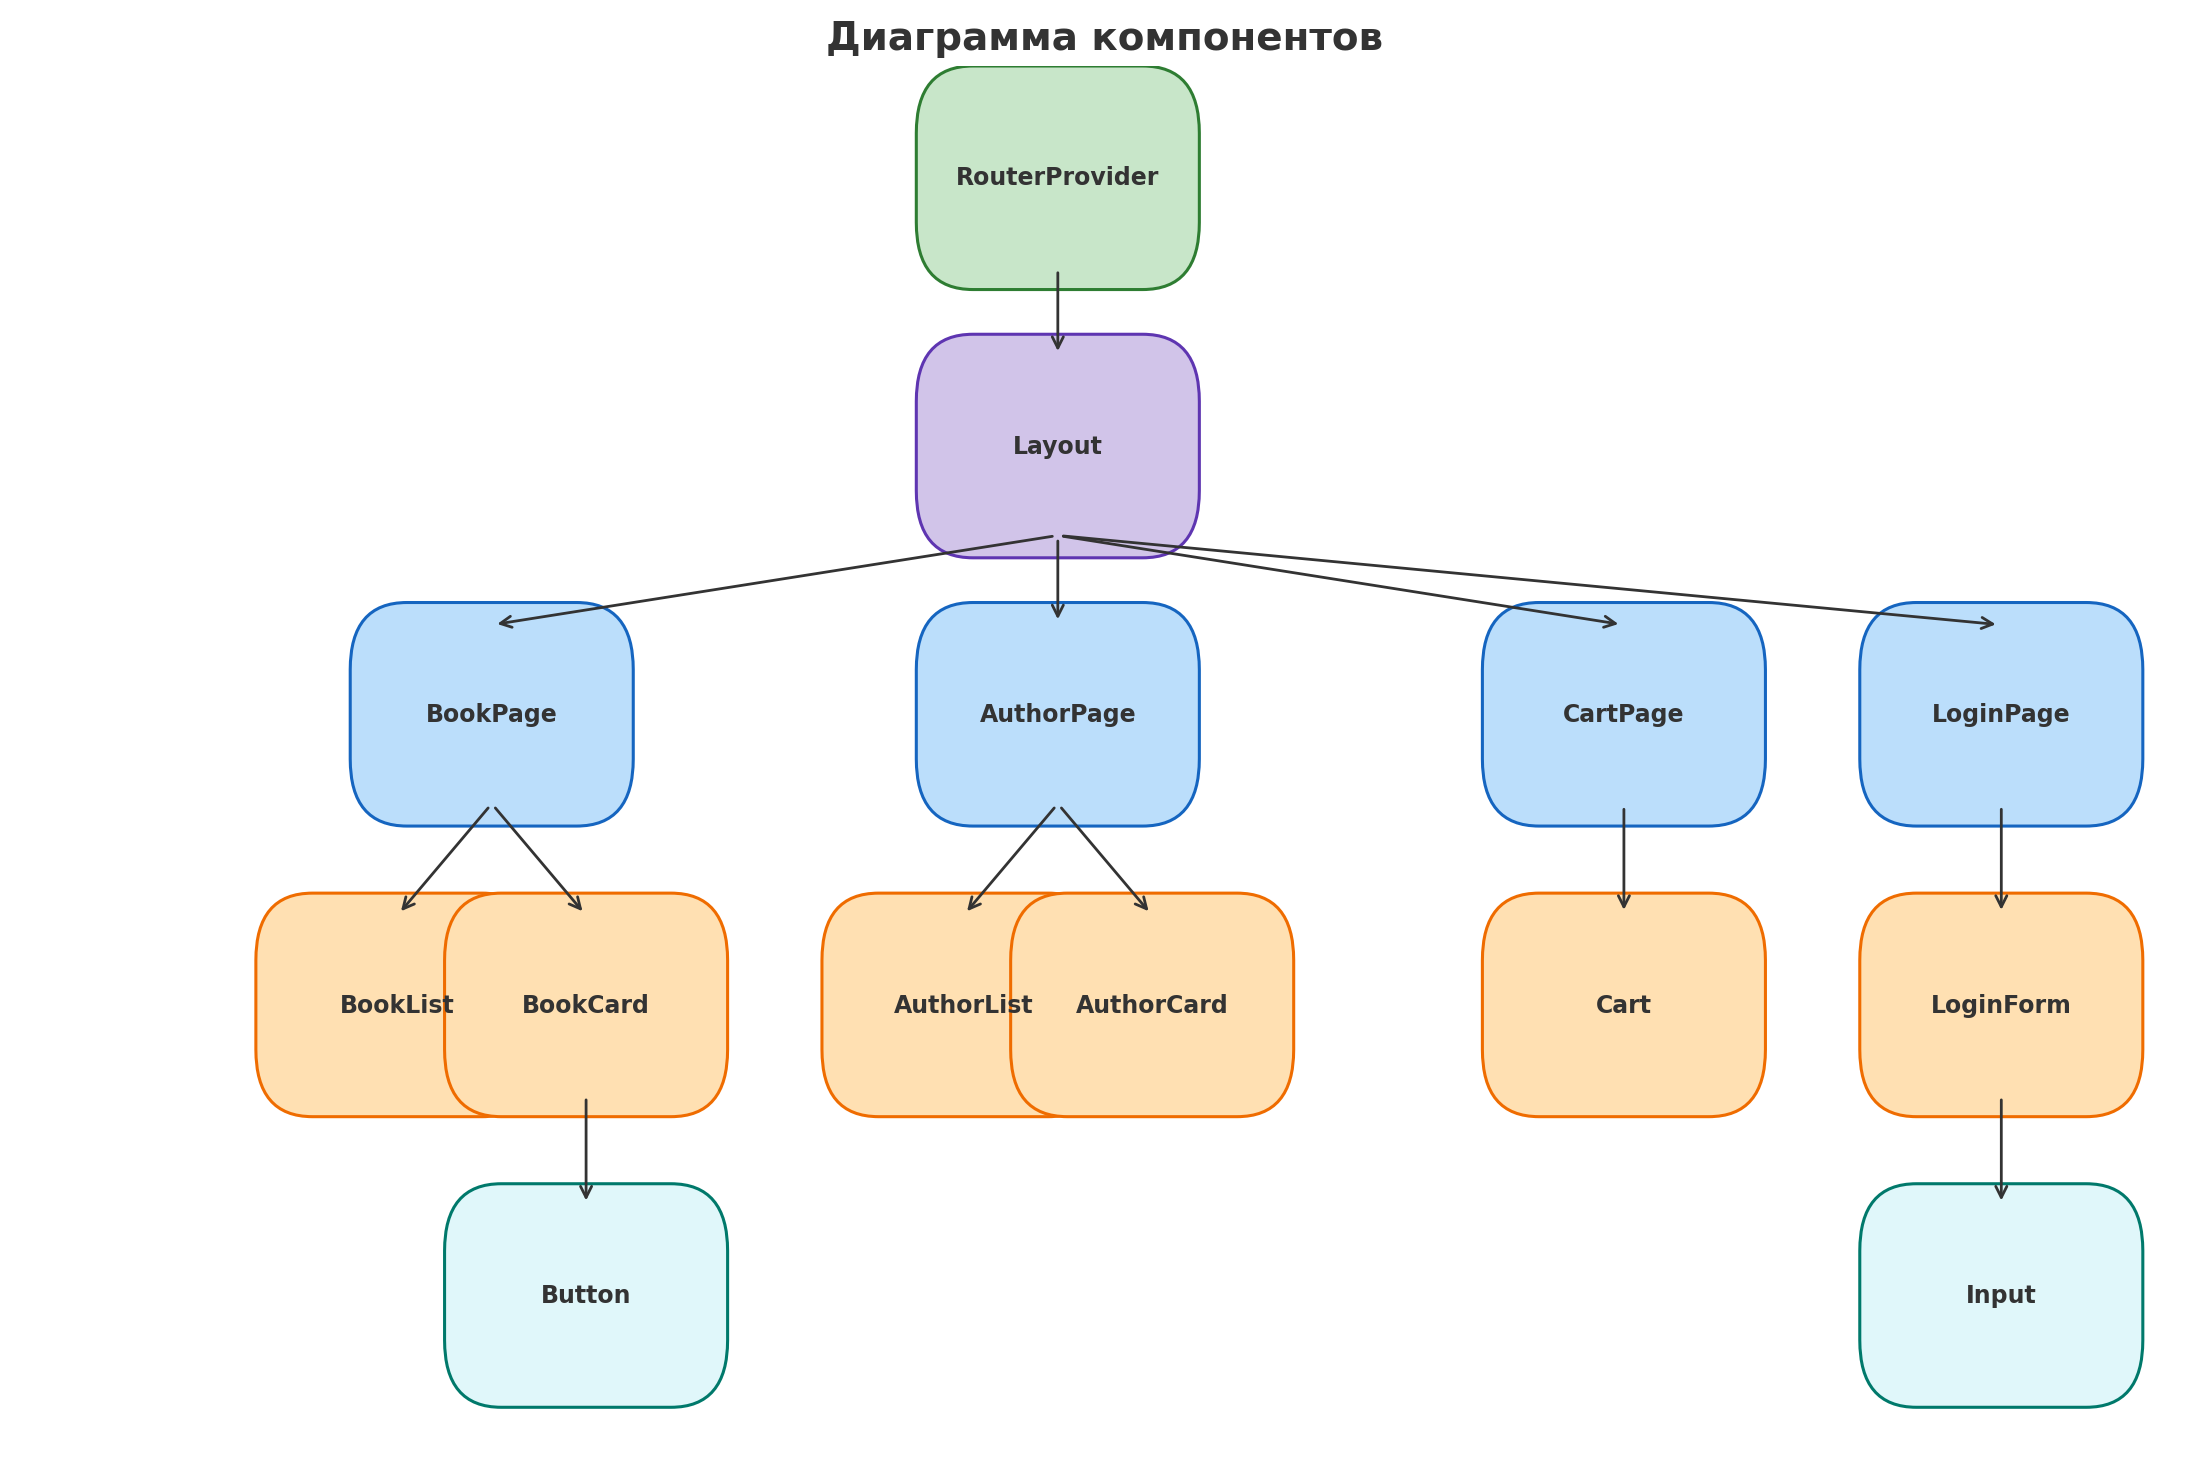 Диаграмма компонентов
RouterProvider
Layout
BookPage
AuthorPage
CartPage
LoginPage
BookList
BookCard
AuthorList
AuthorCard
Cart
LoginForm
Button
Input